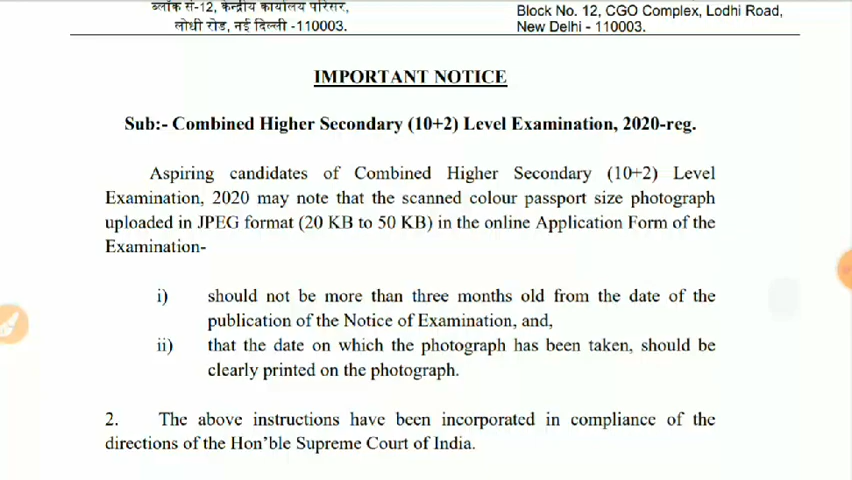 ब्लॉक सं-12, केन्द्रीय कार्यालय परिसर,
लोधी रोड, नई दिल्ली -110003.
Block No. 12, CGO Complex, Lodhi Road,
New Delhi - 110003.
IMPORTANT NOTICE
Sub:- Combined Higher Secondary (10+2) Level Examination, 2020-reg.
Aspiring candidates of Combined Higher Secondary (10+2) Level
Examination, 2020 may note that the scanned colour passport size photograph
uploaded in JPEG format (20 KB to 50 KB) in the online Application Form of the
Examination-
i) should not be more than three months old from the date of the
publication of the Notice of Examination, and,
ii) that the date on which the photograph has been taken, should be
clearly printed on the photograph.
2. The above instructions have been incorporated in compliance of the
directions of the Hon’ble Supreme Court of India.